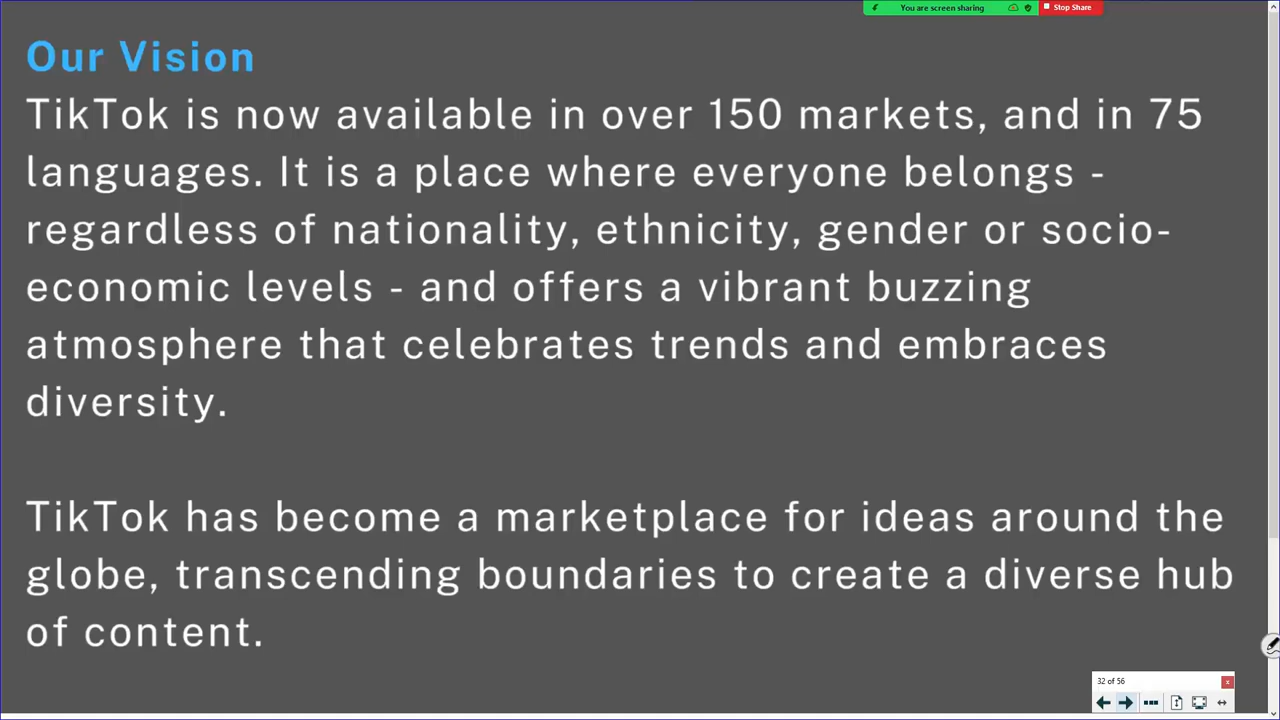 You are screen sharing
Stop Share
Our Vision
TikTok is now available in over 150 markets, and in 75
languages. It is a place where everyone belongs -
regardless of nationality, ethnicity, gender or socio-
economic levels - and offers a vibrant buzzing
atmosphere that celebrates trends and embraces
diversity.
TikTok has become a marketplace for ideas around the
globe, transcending boundaries to create a diverse hub
of content.
32 of 56